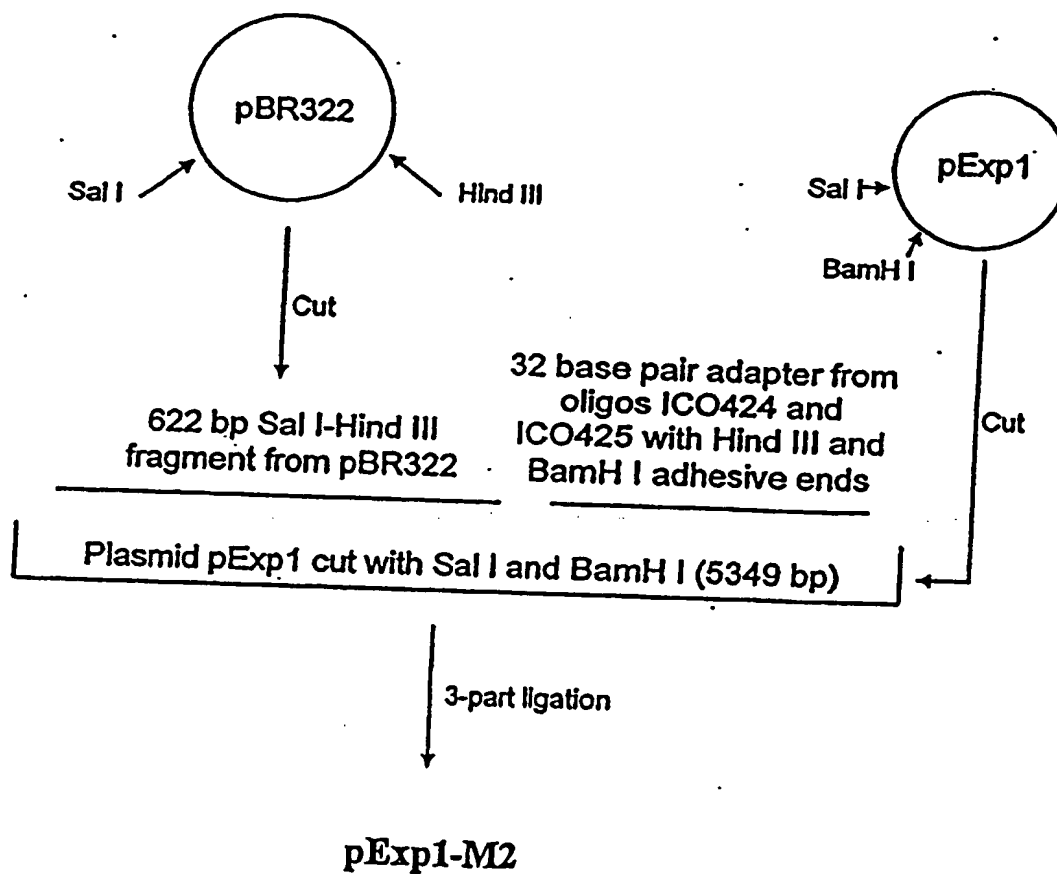 pBR322
Sal I
Hind III
pExp1
Sal I
BamH I
Cut
622 bp Sal I-Hind III
fragment from pBR322
32 base pair adapter from
oligos ICO424 and
ICO425 with Hind III and
BamH I adhesive ends
Cut
Plasmid pExp1 cut with Sal I and BamH I (5349 bp)
3-part ligation
pExp1-M2